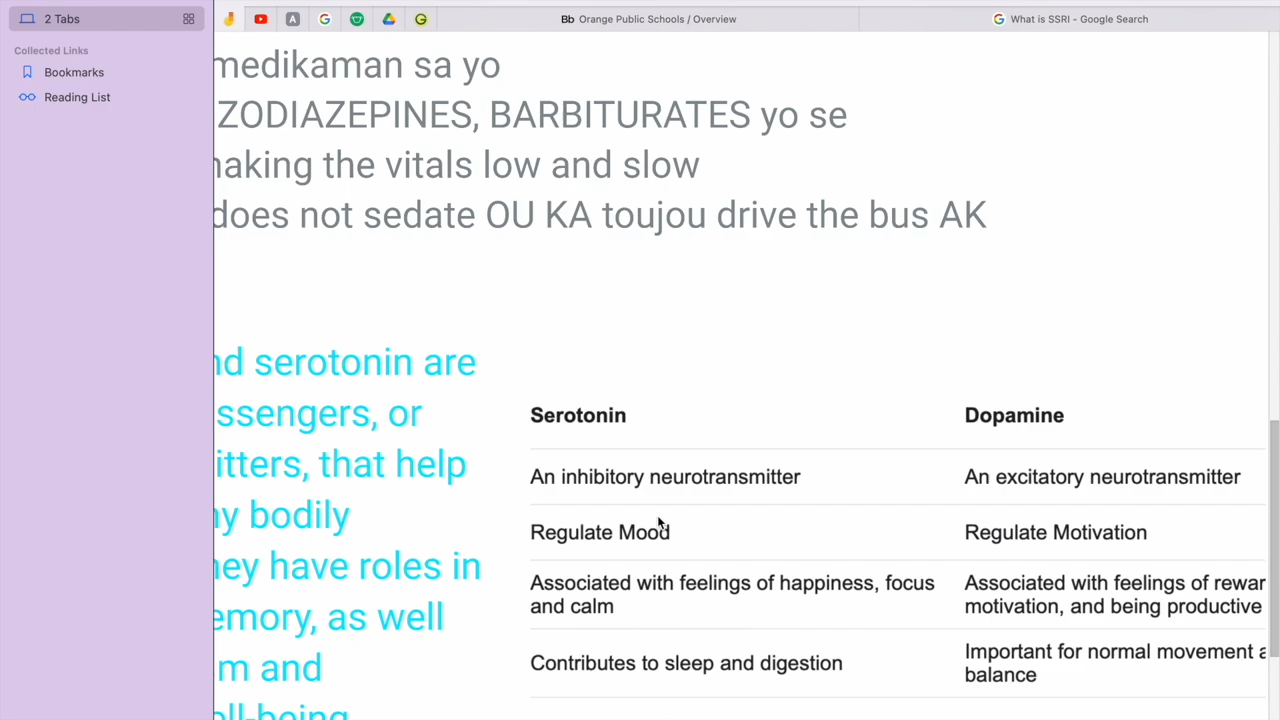 2 Tabs
Collected Links
Bookmarks
Reading List
A
Bb Orange Public Schools / Overview
G What is SSRI - Google Search
medikaman sa yo
ZODIAZEPINES, BARBITURATES yo se
making the vitals low and slow
does not sedate OU KA toujou drive the bus AK
nd serotonin are
ssengers, or
itters, that help
ny bodily
hey have roles in
emory, as well
m and
ell-being
Serotonin Dopamine
An inhibitory neurotransmitter An excitatory neurotransmitter
Regulate Mood Regulate Motivation
Associated with feelings of happiness, focus Associated with feelings of rewar
and calm motivation, and being productive
Contributes to sleep and digestion Important for normal movement a
balance